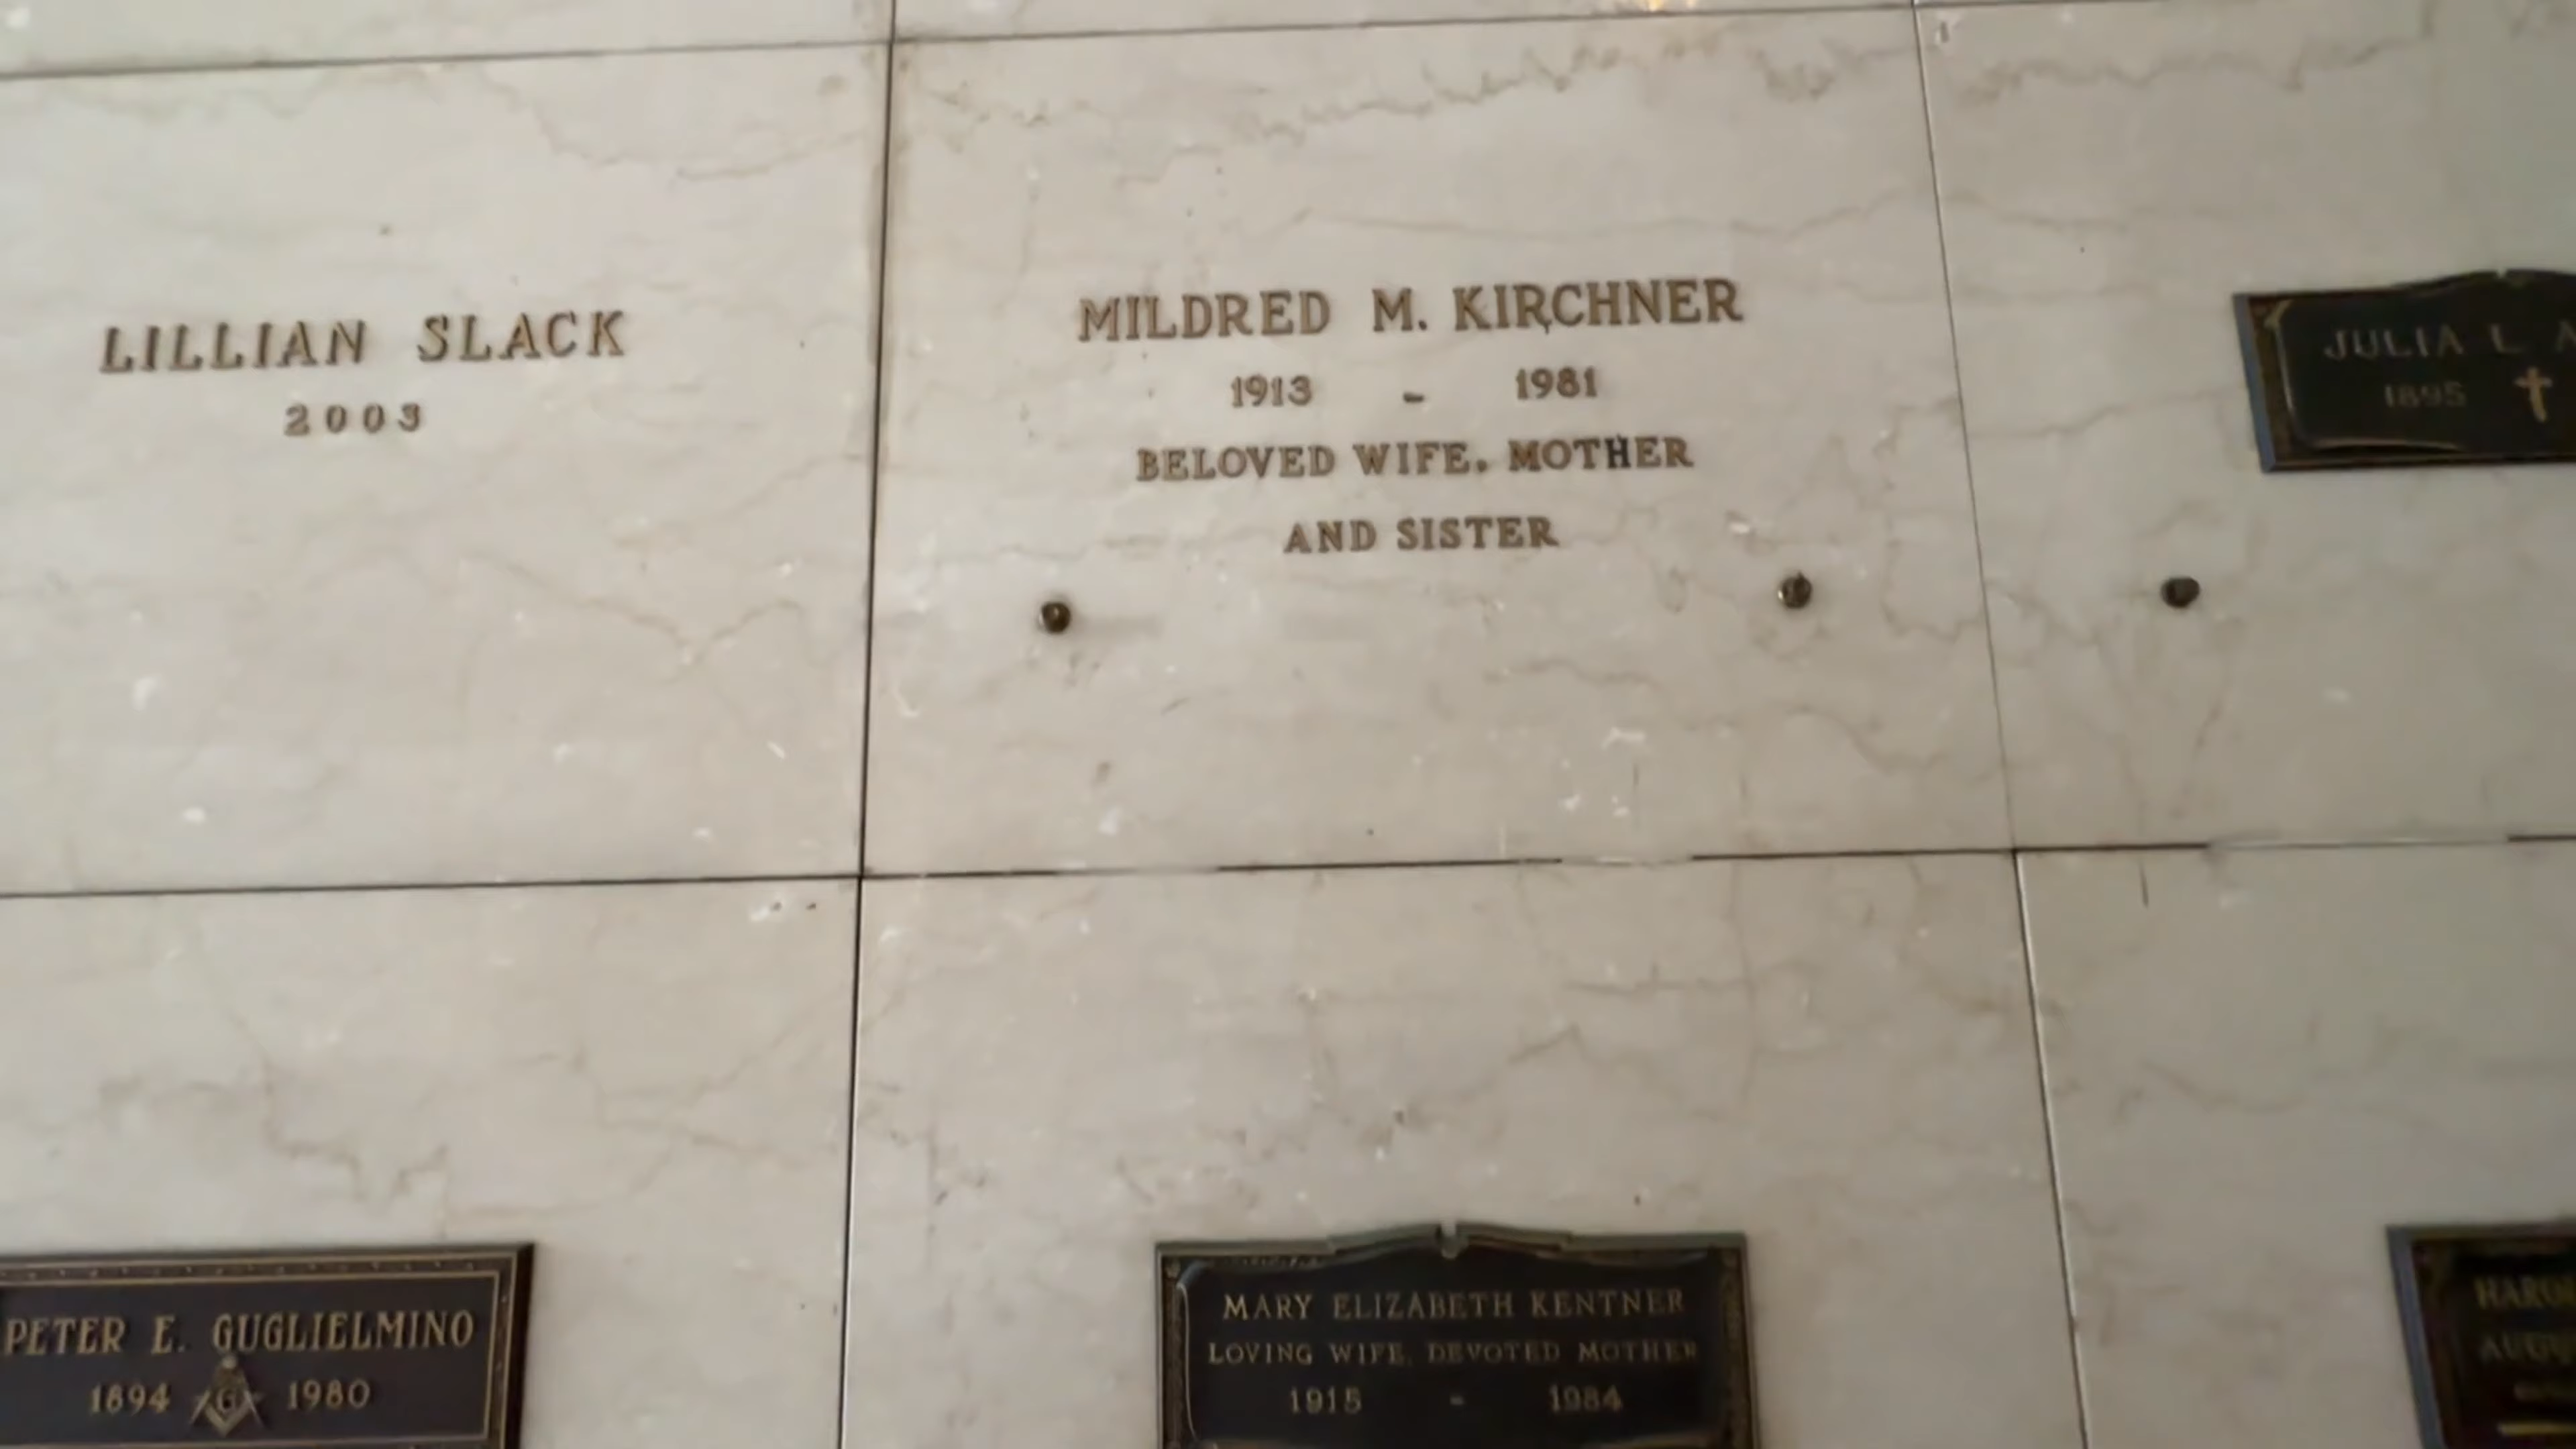 LILLIAN SLACK
2003
MILDRED M. KIRCHNER
1913 - 1981
BELOVED WIFE, MOTHER
AND SISTER
JULIA L
1895
PETER E. GUGLIELMINO
1894 G 1980
MARY ELIZABETH KENTNER
LOVING WIFE, DEVOTED MOTHER
1915 - 1984